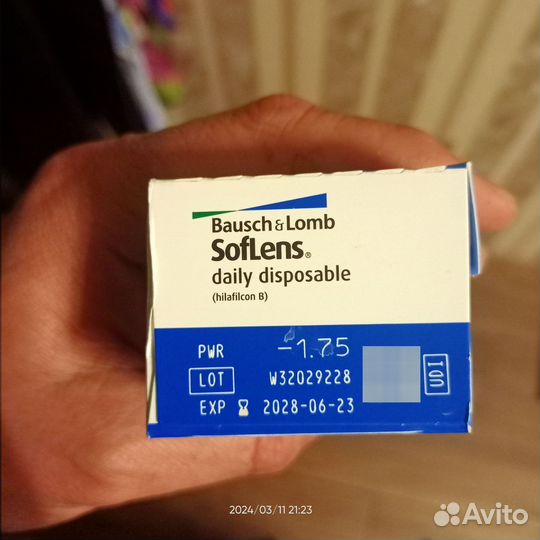 Bausch & Lomb
SofLens®
daily disposable
(hilafilcon B)
PWR -1.75
LOT W32029228
EXP 2028-06-23
UDI
2024/03/11 21:23
Avito